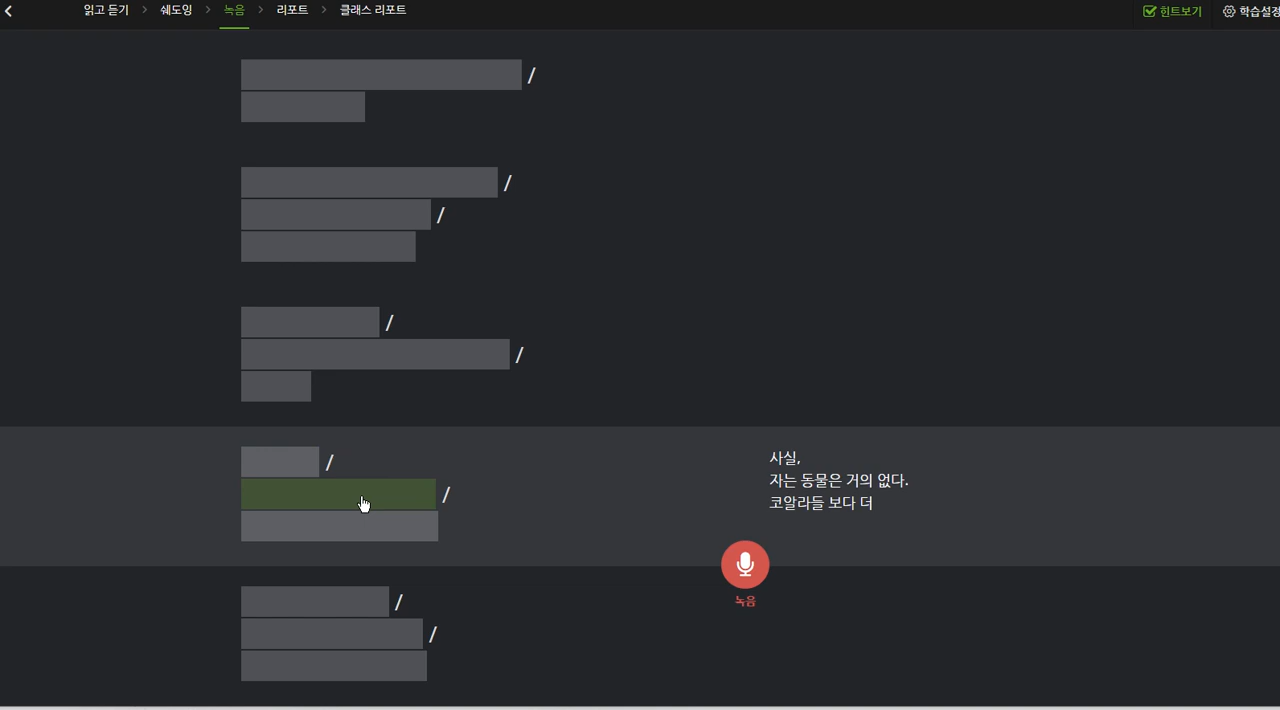 읽고 듣기 > 쉐도잉 > 녹음 > 리포트 > 클래스 리포트
힌트보기
학습설정
/
/
/
/
/
/
사실,
자는 동물은 거의 없다.
/
코알라들 보다 더
녹음
/
/